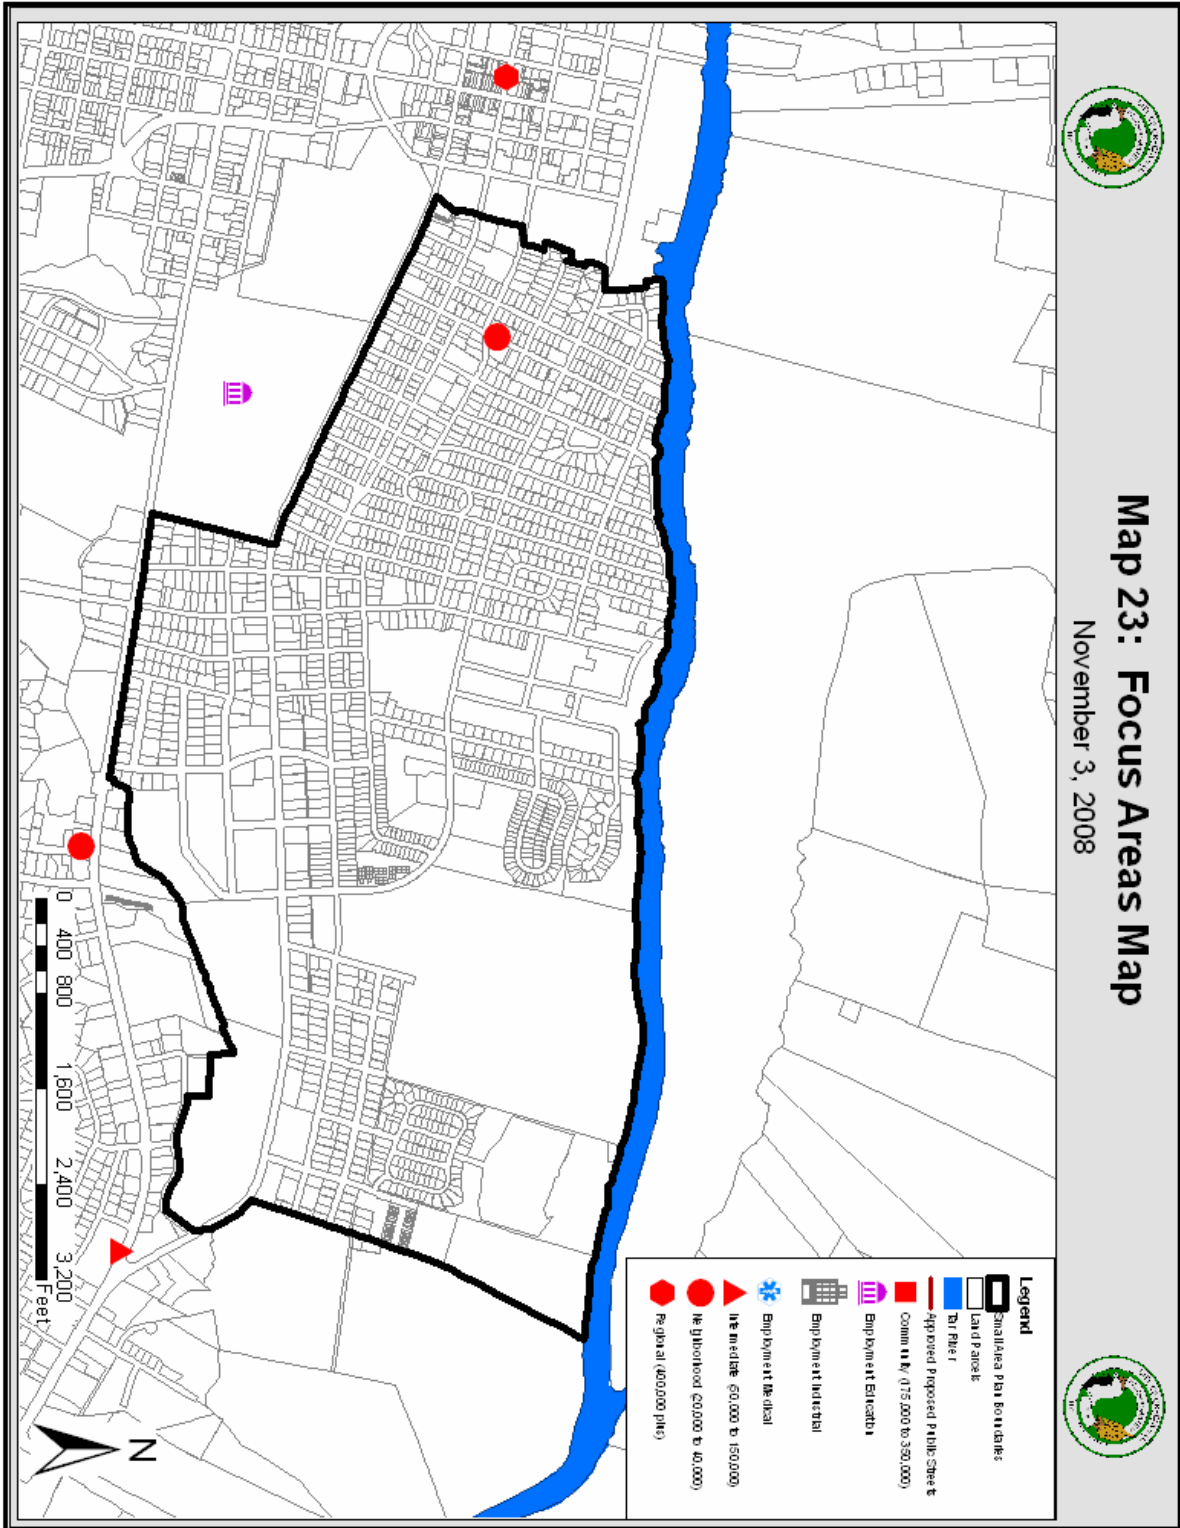 Map 23: Focus Areas Map
November 3, 2008
Legend
Small Area Plan Boundaries
Land Parcels
Tar River
Approved Proposed Public Streets
Community (175,000 to 350,000)
Employment Education
Employment Industrial
Employment Medical
Intermediate (50,000 to 150,000)
Neighborhood (20,000 to 40,000)
Regional (400,000 plus)
0 400 800 1,600 2,400 3,200
Feet
N